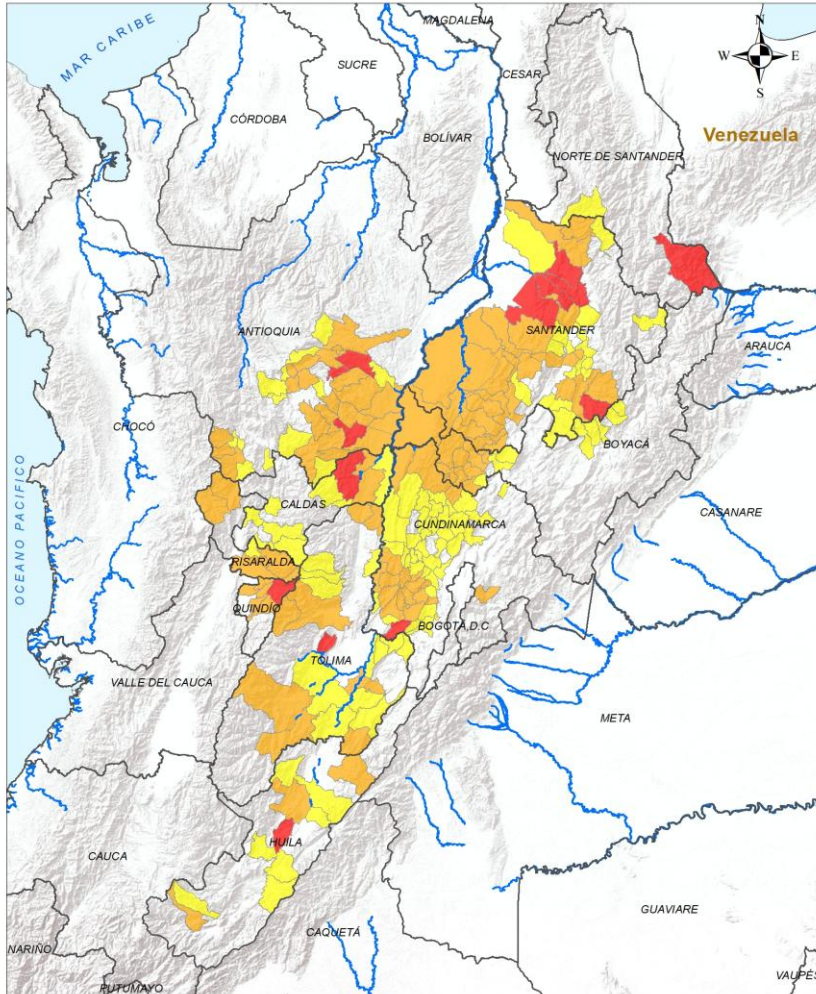 MAGDALENA
N
MAR CARIBE
SUCRE
CESAR
W
E
S
CÓRDOBA
BOLÍVAR
Venezuela
NORTE DE SANTANDER
ANTIOQUIA
SANTANDER
ARAUCA
CHOCÓ
BOYACÁ
OCEANO PACIFICO
CALDAS
CUNDINAMARCA
CASANARE
RISARALDA
QUINDÍO
BOGOTÁ, D.C
TOLIMA
VALLE DEL CAUCA
META
HUILA
CAUCA
GUAVIARE
CAQUETÁ
NARIÑO
PUTUMAYO
VAUPÉS